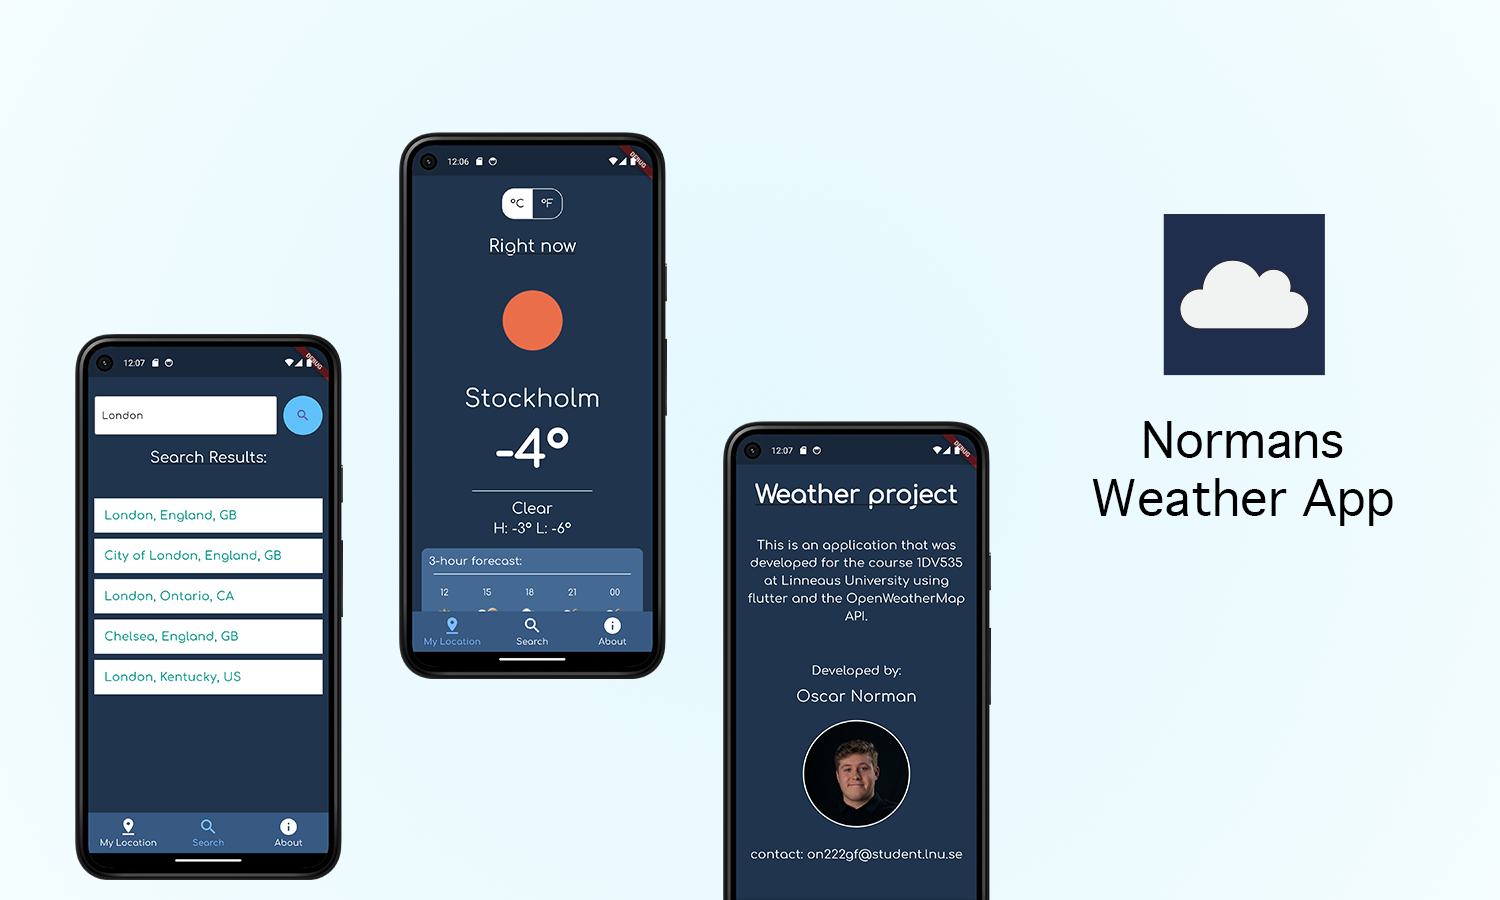 12:07
DEBUG
London
Search Results:
London, England, GB
City of London, England, GB
London, Ontario, CA
Chelsea, England, GB
London, Kentucky, US
My Location
Search
About
12:06
DEBUG
°C
°F
Right now
Stockholm
-4°
Clear
H: -3° L: -6°
3-hour forecast:
12 15 18 21 00
My Location
Search
About
12:07
DEBUG
Weather project
This is an application that was
developed for the course 1DV535
at Linneaus University using
flutter and the OpenWeatherMap
API.
Developed by:
Oscar Norman
contact: on222gf@student.lnu.se
Normans
Weather App